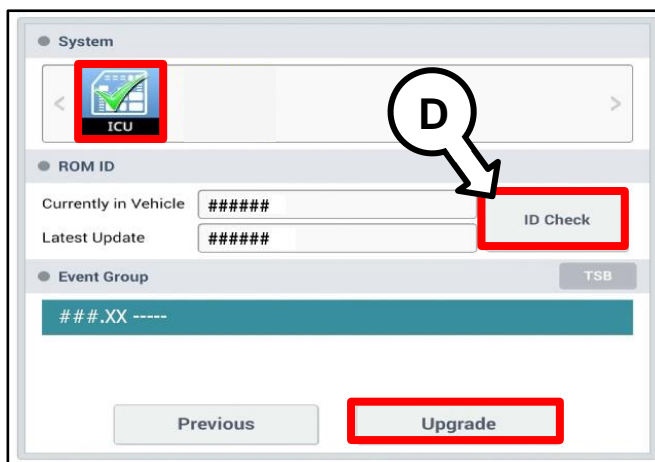 System
<
ICU
D
>
ROM ID
Currently in Vehicle ######
ID Check
Latest Update ######
Event Group
TSB
###.XX -----
Previous
Upgrade